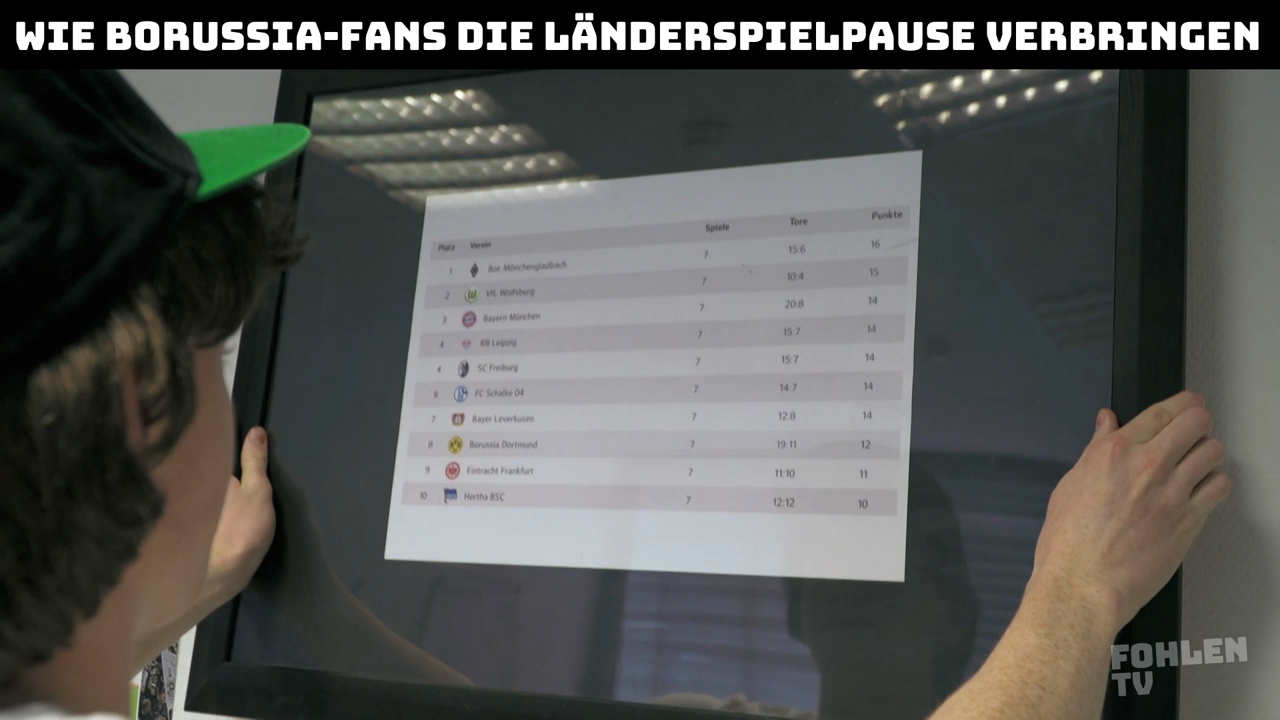 WIE BORUSSIA-FANS DIE LÄNDERSPIELPAUSE VERBRINGEN
Platz Verein Spiele Tore Punkte
1 Bor. Mönchengladbach 7 15:6 16
2 VfL Wolfsburg 7 10:4 15
3 Bayern München 7 20:8 14
4 RB Leipzig 7 15:7 14
4 SC Freiburg 7 15:7 14
6 FC Schalke 04 7 14:7 14
7 Bayer Leverkusen 7 12:8 14
8 Borussia Dortmund 7 19:11 12
9 Eintracht Frankfurt 7 11:10 11
10 Hertha BSC 7 12:12 10
FOHLEN
TV